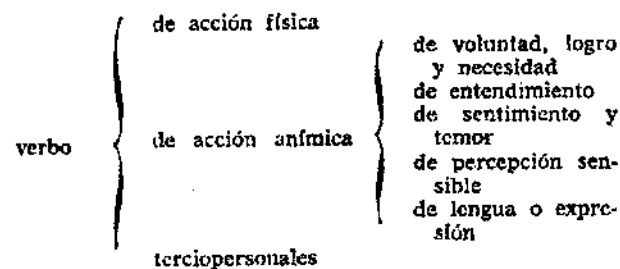 verbo
de acción física
de acción anímica
de voluntad, logro
y necesidad
de entendimiento
de sentimiento y
temor
de percepción sen-
sible
de lengua o expre-
sión
terciopersonales